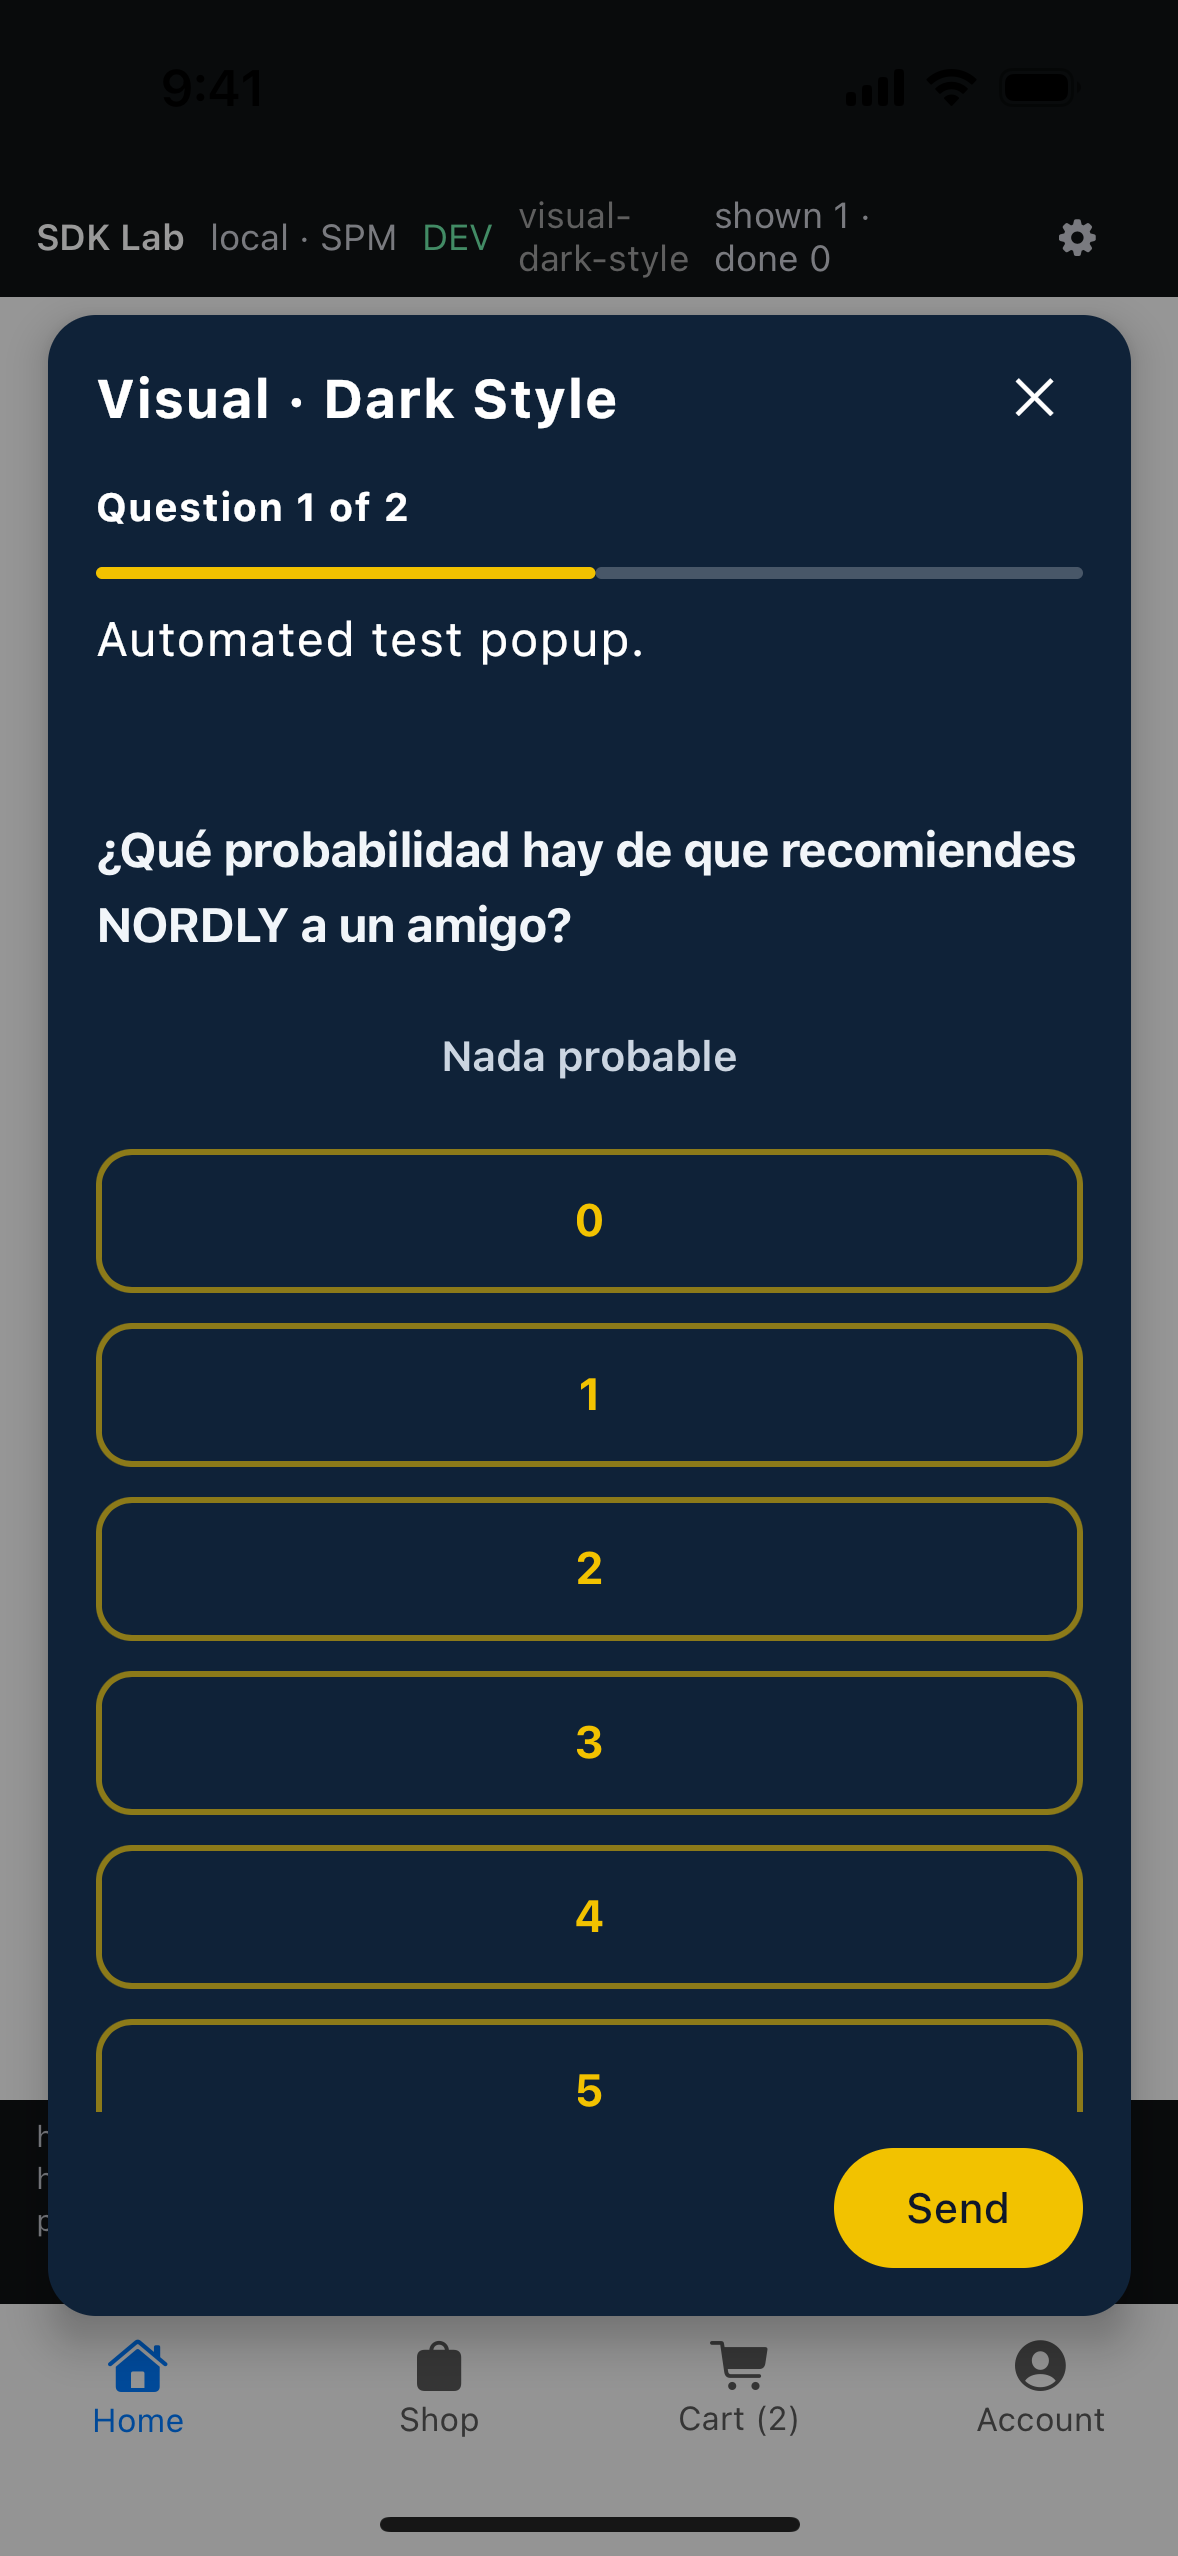 9:41
SDK Lab local · SPM DEV visual-dark-style shown 1 · done 0
Visual · Dark Style
Question 1 of 2
Automated test popup.
¿Qué probabilidad hay de que recomiendes
NORDLY a un amigo?
Nada probable
0
1
2
3
4
5
Send
Home Shop Cart (2) Account